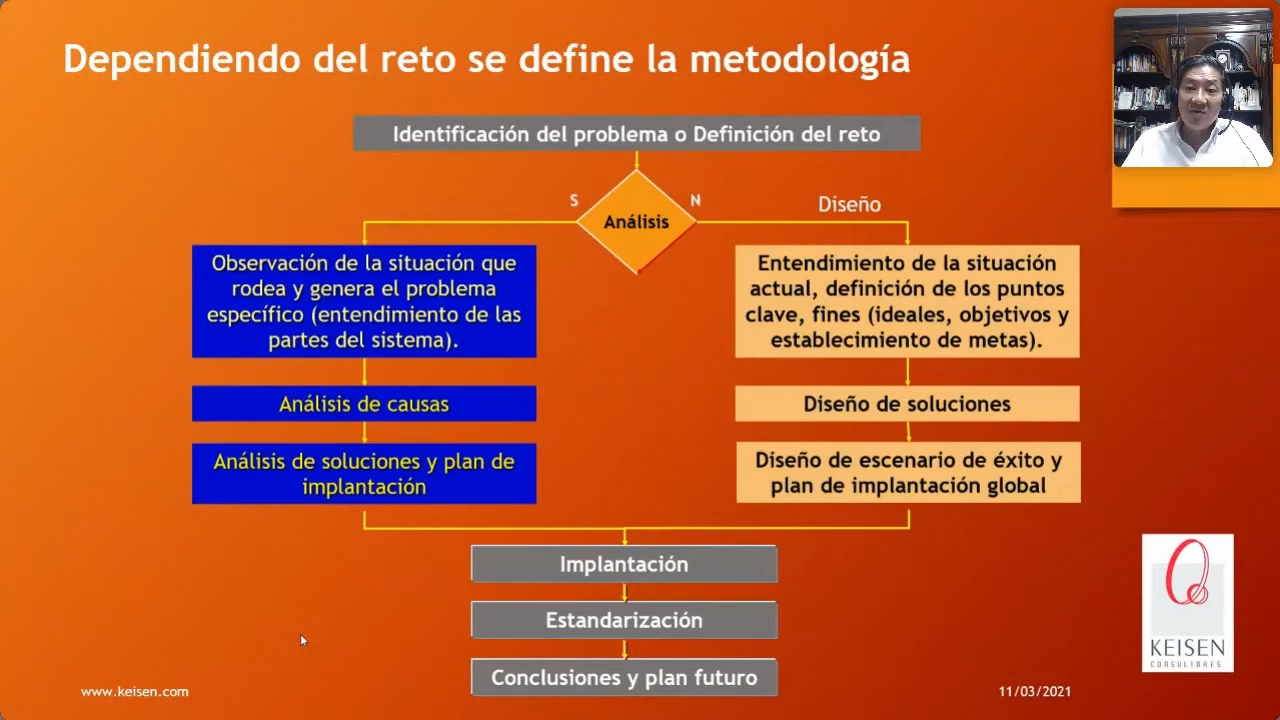 Dependiendo del reto se define la metodología
Identificación del problema o Definición del reto
S
N
Diseño
Análisis
Observación de la situación que
rodea y genera el problema
específico (entendimiento de las
partes del sistema).
Entendimiento de la situación
actual, definición de los puntos
clave, fines (ideales, objetivos y
establecimiento de metas).
Análisis de causas
Diseño de soluciones
Análisis de soluciones y plan de
implantación
Diseño de escenario de éxito y
plan de implantación global
Implantación
Estandarización
Conclusiones y plan futuro
KEISEN
CONSULTORES
www.keisen.com
11/03/2021